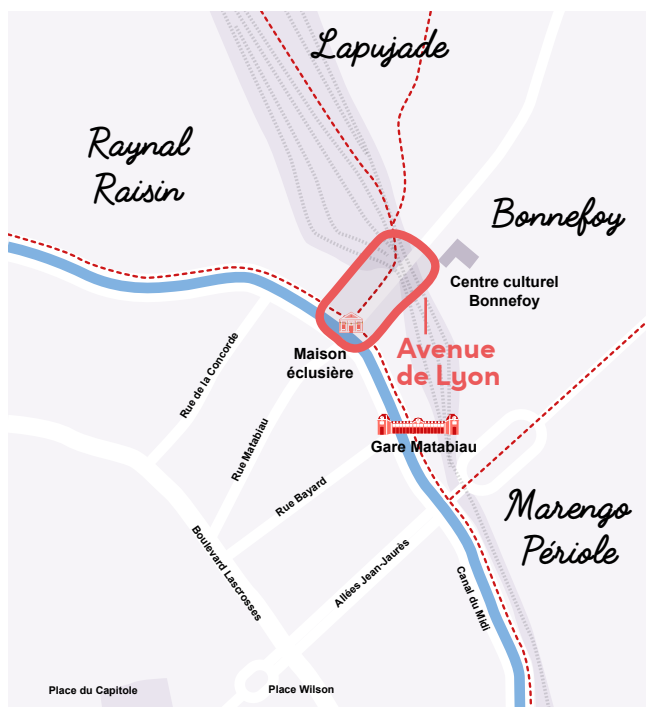 Lapujade
Raynal
Raisin
Bonnefoy
Centre culturel
Bonnefoy
Maison
éclusière
Avenue
de Lyon
Rue de la Concorde
Rue Matabiau
Gare Matabiau
Rue Bayard
Marengo
Périole
Boulevard Lascrosses
Allées Jean-Jaurès
Canal du Midi
Place du Capitole
Place Wilson